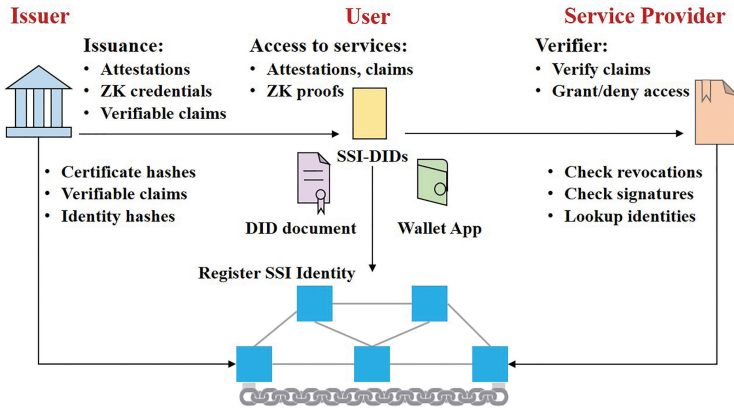 Issuer
User
Service Provider
Issuance:
• Attestations
• ZK credentials
• Verifiable claims
Access to services:
• Attestations, claims
• ZK proofs
Verifier:
• Verify claims
• Grant/deny access
SSI-DIDs
• Certificate hashes
• Verifiable claims
• Identity hashes
DID document
Wallet App
• Check revocations
• Check signatures
• Lookup identities
Register SSI Identity